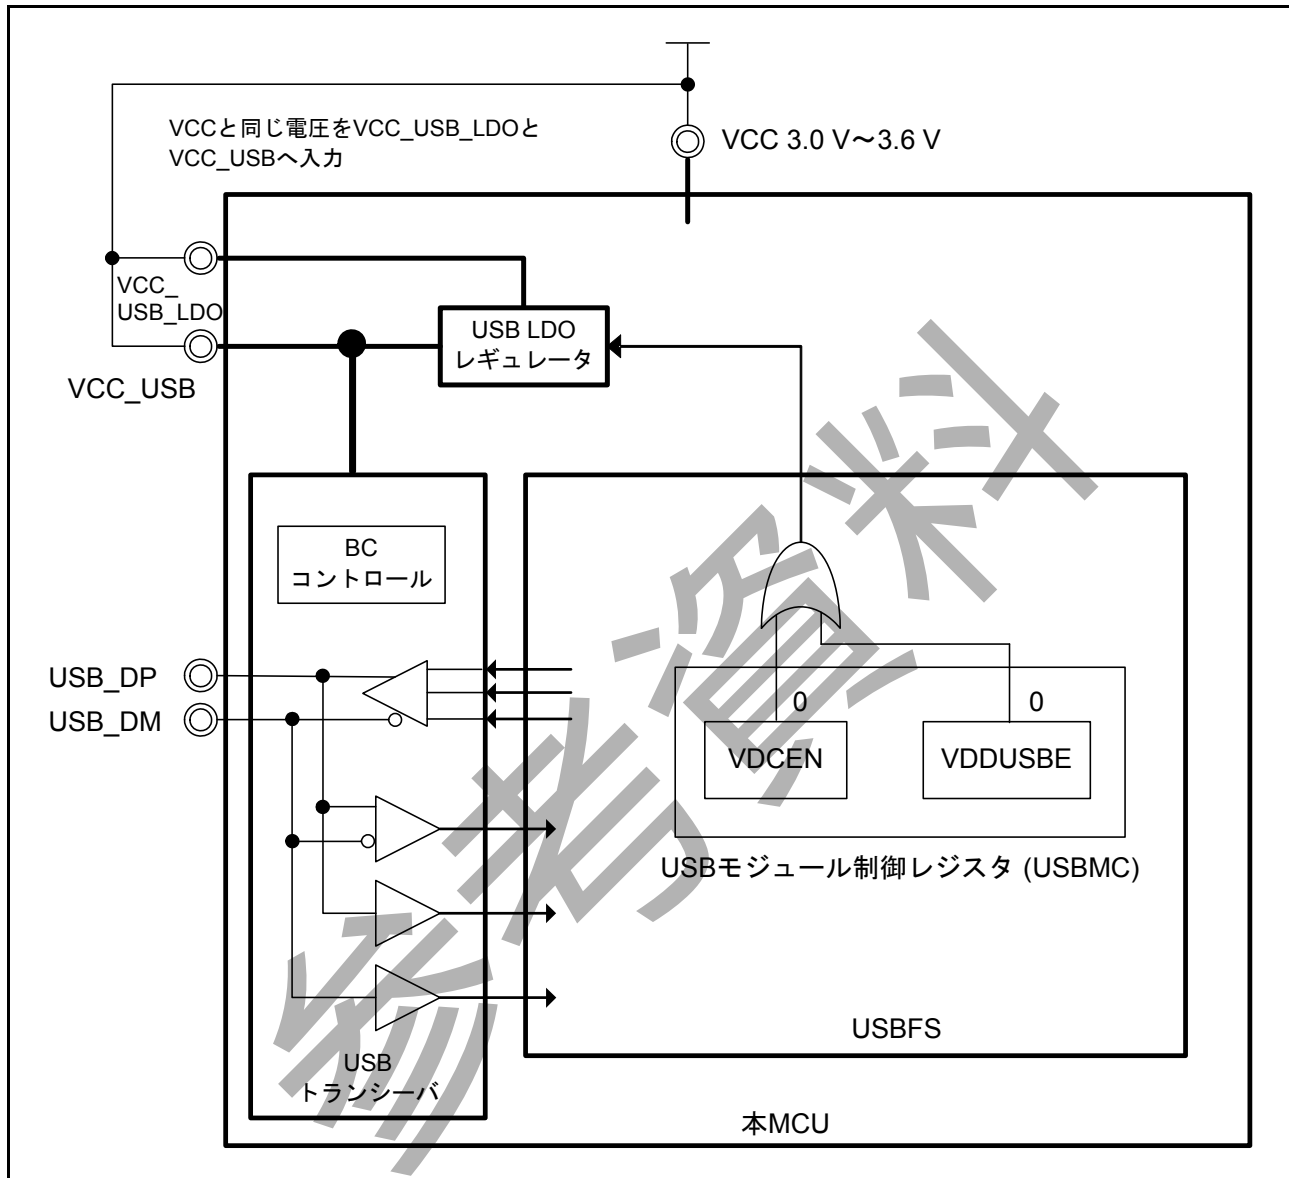 VCCと同じ電圧をVCC_USB_LDOと
VCC_USBへ入力
VCC 3.0 V～3.6 V
VCC_
USB_LDO
VCC_USB
USB LDO
レギュレータ
BC
コントロール
USB_DP
USB_DM
0
0
VDCEN
VDDUSBE
USBモジュール制御レジスタ (USBMC)
USBFS
USB
トランシーバ
本MCU
参考資料